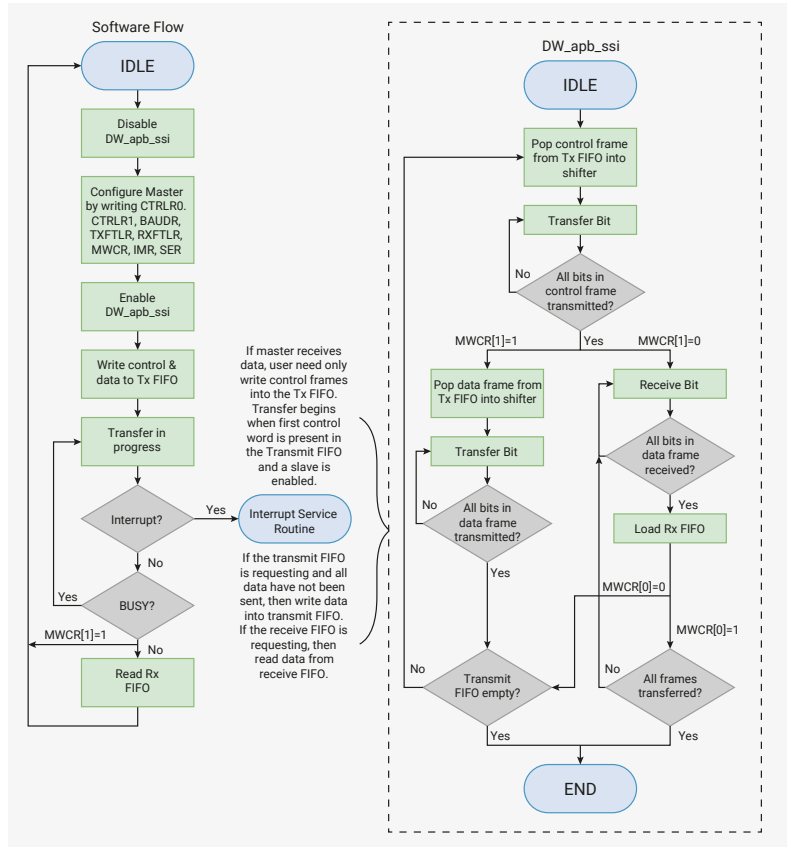 Software Flow
IDLE
Disable
DW_apb_ssi
Configure Master
by writing CTRLR0.
CTRLR1, BAUDR,
TXFTLR, RXFTLR,
MWCR, IMR, SER
Enable
DW_apb_ssi
Write control &
data to Tx FIFO
Transfer in
progress
Interrupt?
Yes
Interrupt Service
Routine
No
Yes
BUSY?
MWCR[1]=1
No
Read Rx
FIFO
If master receives
data, user need only
write control frames
into the Tx FIFO.
Transfer begins
when first control
word is present in
the Transmit FIFO
and a slave is
enabled.
If the transmit FIFO
is requesting and all
data have not been
sent, then write data
into transmit FIFO.
If the receive FIFO is
requesting, then
read data from
receive FIFO.
DW_apb_ssi
IDLE
Pop control frame
from Tx FIFO into
shifter
Transfer Bit
No
All bits in
control frame
transmitted?
MWCR[1]=1
Yes
MWCR[1]=0
Pop data frame from
Tx FIFO into shifter
Transfer Bit
No
All bits in
data frame
transmitted?
Yes
Receive Bit
All bits in
data frame
received?
Yes
Load Rx FIFO
MWCR[0]=0
MWCR[0]=1
No
Transmit
FIFO empty?
Yes
No
All frames
transferred?
Yes
END